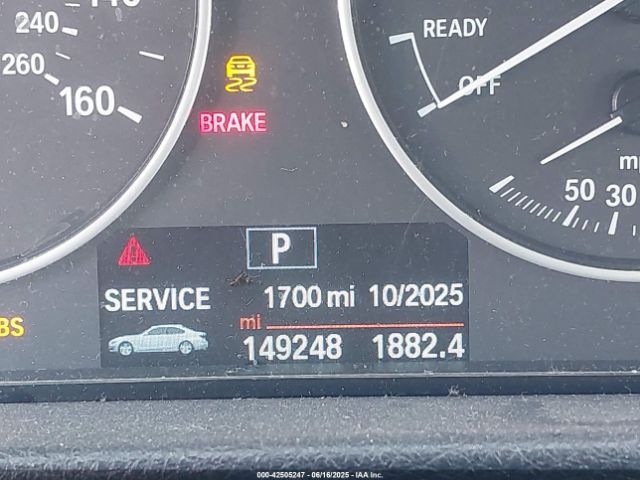 140
240
260
160
BRAKE
READY
OFF
mp
50 30
P
SERVICE 1700 mi 10/2025
mi
149248 1882.4
BS
000-42505247 - 06/16/2025 - IAA Inc.